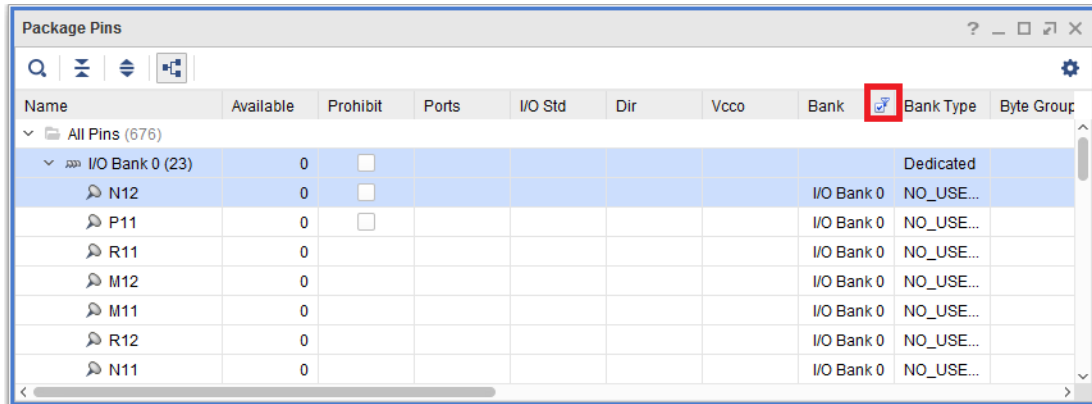 Package Pins
Name Available Prohibit Ports I/O Std Dir Vcco Bank Bank Type Byte Group
All Pins (676)
I/O Bank 0 (23) 0 Dedicated
N12 0 I/O Bank 0 NO_USE...
P11 0 I/O Bank 0 NO_USE...
R11 0 I/O Bank 0 NO_USE...
M12 0 I/O Bank 0 NO_USE...
M11 0 I/O Bank 0 NO_USE...
R12 0 I/O Bank 0 NO_USE...
N11 0 I/O Bank 0 NO_USE...